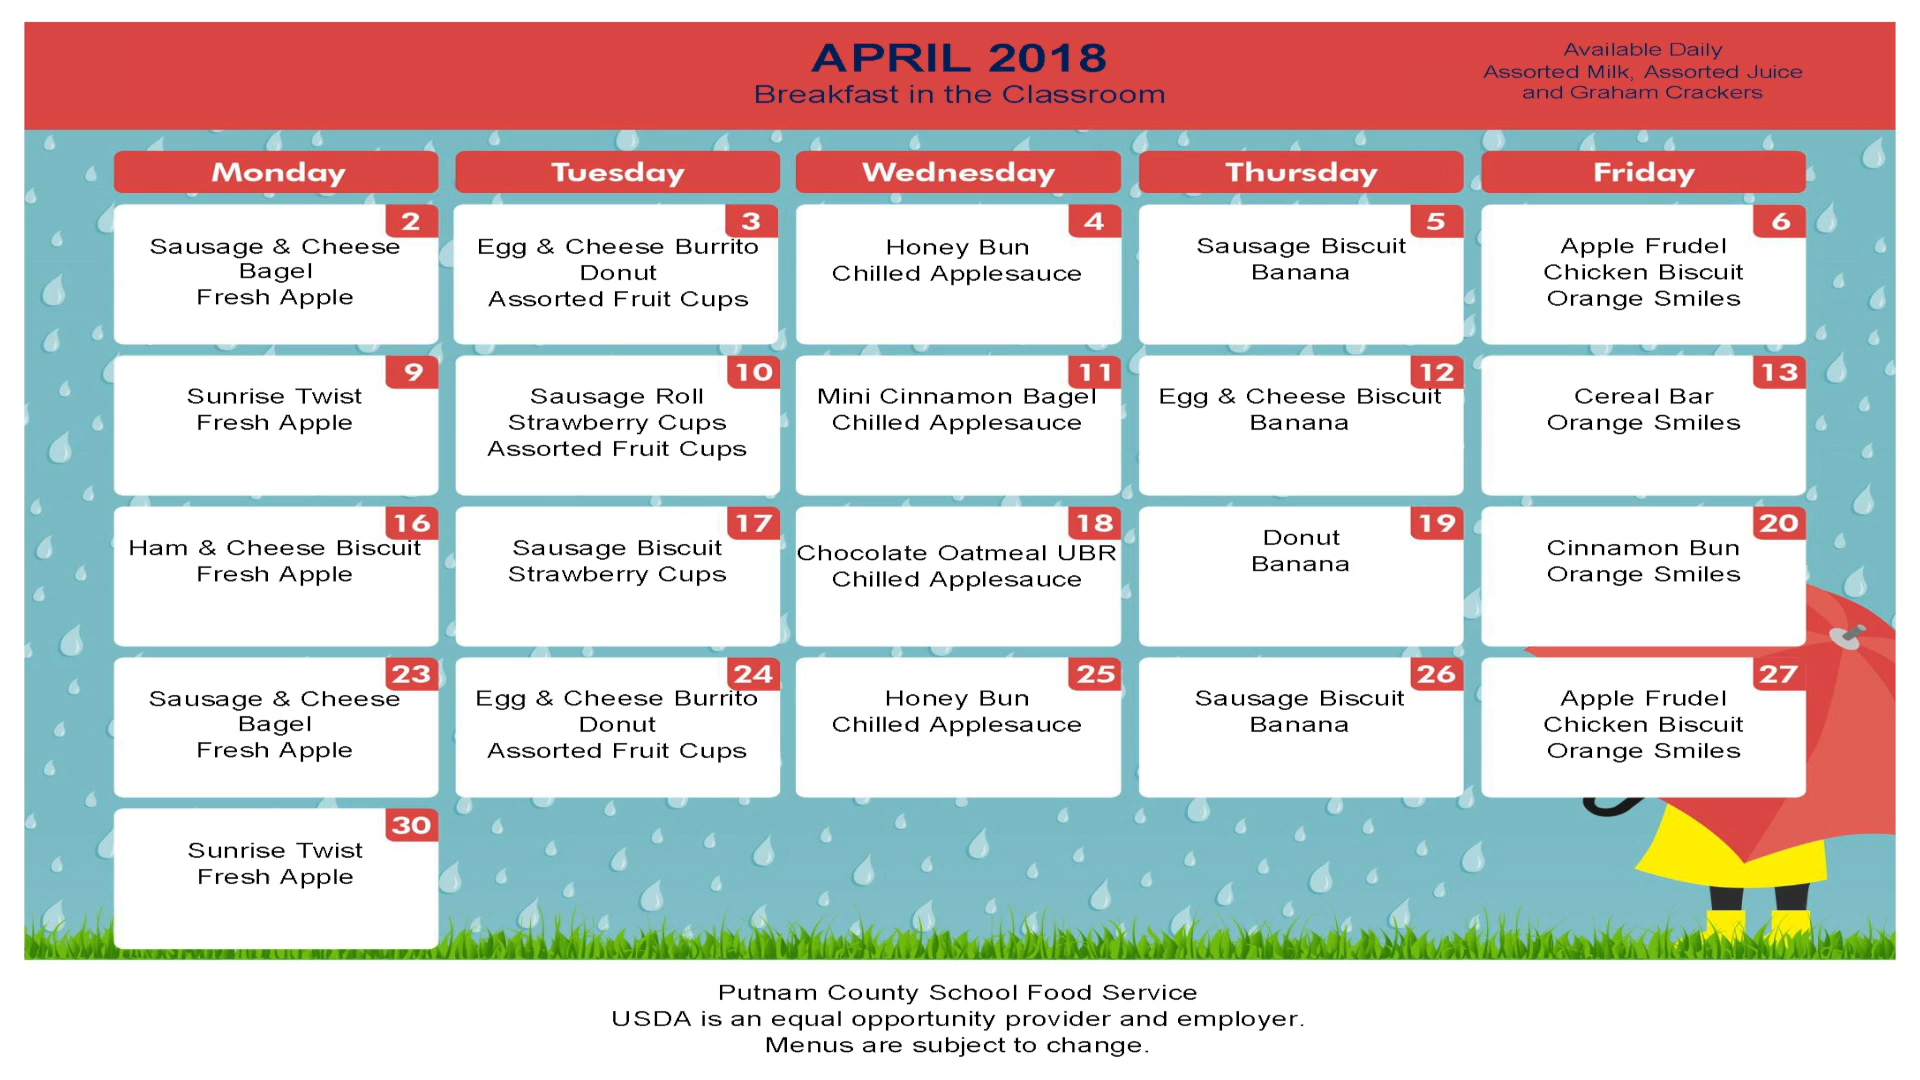 APRIL 2018
Breakfast in the Classroom
Available Daily
Assorted Milk, Assorted Juice
and Graham Crackers
Monday
Tuesday
Wednesday
Thursday
Friday
2
Sausage & Cheese
Bagel
Fresh Apple
3
Egg & Cheese Burrito
Donut
Assorted Fruit Cups
4
Honey Bun
Chilled Applesauce
5
Sausage Biscuit
Banana
6
Apple Frudel
Chicken Biscuit
Orange Smiles
9
Sunrise Twist
Fresh Apple
10
Sausage Roll
Strawberry Cups
Assorted Fruit Cups
11
Mini Cinnamon Bagel
Chilled Applesauce
12
Egg & Cheese Biscuit
Banana
13
Cereal Bar
Orange Smiles
16
Ham & Cheese Biscuit
Fresh Apple
17
Sausage Biscuit
Strawberry Cups
18
Chocolate Oatmeal UBR
Chilled Applesauce
19
Donut
Banana
20
Cinnamon Bun
Orange Smiles
23
Sausage & Cheese
Bagel
Fresh Apple
24
Egg & Cheese Burrito
Donut
Assorted Fruit Cups
25
Honey Bun
Chilled Applesauce
26
Sausage Biscuit
Banana
27
Apple Frudel
Chicken Biscuit
Orange Smiles
30
Sunrise Twist
Fresh Apple
Putnam County School Food Service
USDA is an equal opportunity provider and employer.
Menus are subject to change.